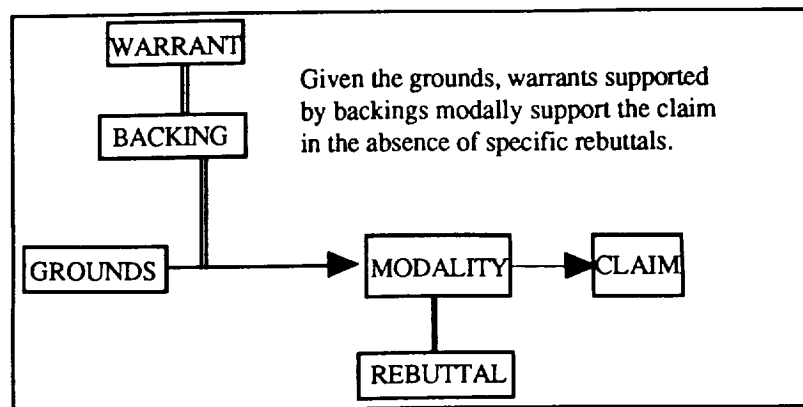 WARRANT
Given the grounds, warrants supported
by backings modally support the claim
in the absence of specific rebuttals.
BACKING
GROUNDS
MODALITY
CLAIM
REBUTTAL